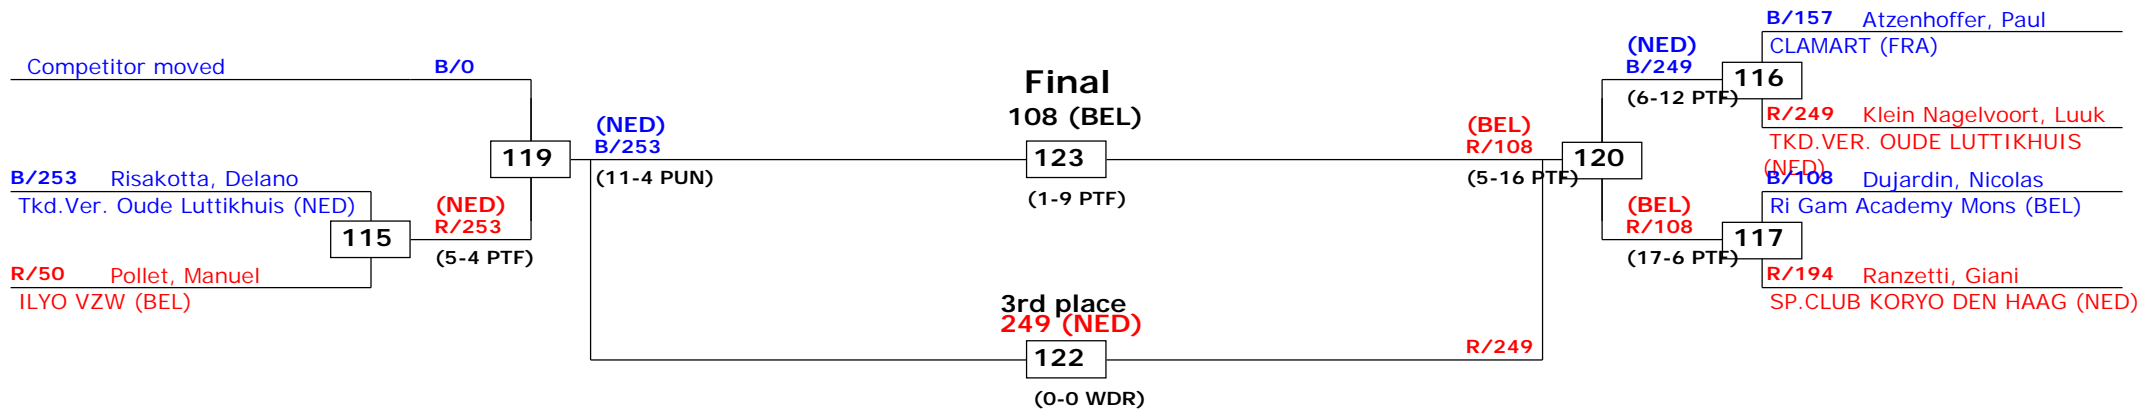 Competitor moved B/0
B/253 Risakotta, Delano
Tkd.Ver. Oude Luttikhuis (NED)
115
R/50 Pollet, Manuel
ILYO VZW (BEL)
(NED)
R/253
(5-4 PTF)
119
(NED)
B/253
(11-4 PUN)
Final
108 (BEL)
123
(1-9 PTF)
3rd place
249 (NED)
122
(0-0 WDR)
(BEL)
R/108
(5-16 PTF)
R/249
120
(NED)
B/249
(6-12 PTF)
(BEL)
R/108
(17-6 PTF)
B/157 Atzenhoffer, Paul
CLAMART (FRA)
116
R/249 Klein Nagelvoort, Luuk
TKD.VER. OUDE LUTTIKHUIS
(NED)
B/108 Dujardin, Nicolas
Ri Gam Academy Mons (BEL)
117
R/194 Ranzetti, Giani
SP.CLUB KORYO DEN HAAG (NED)